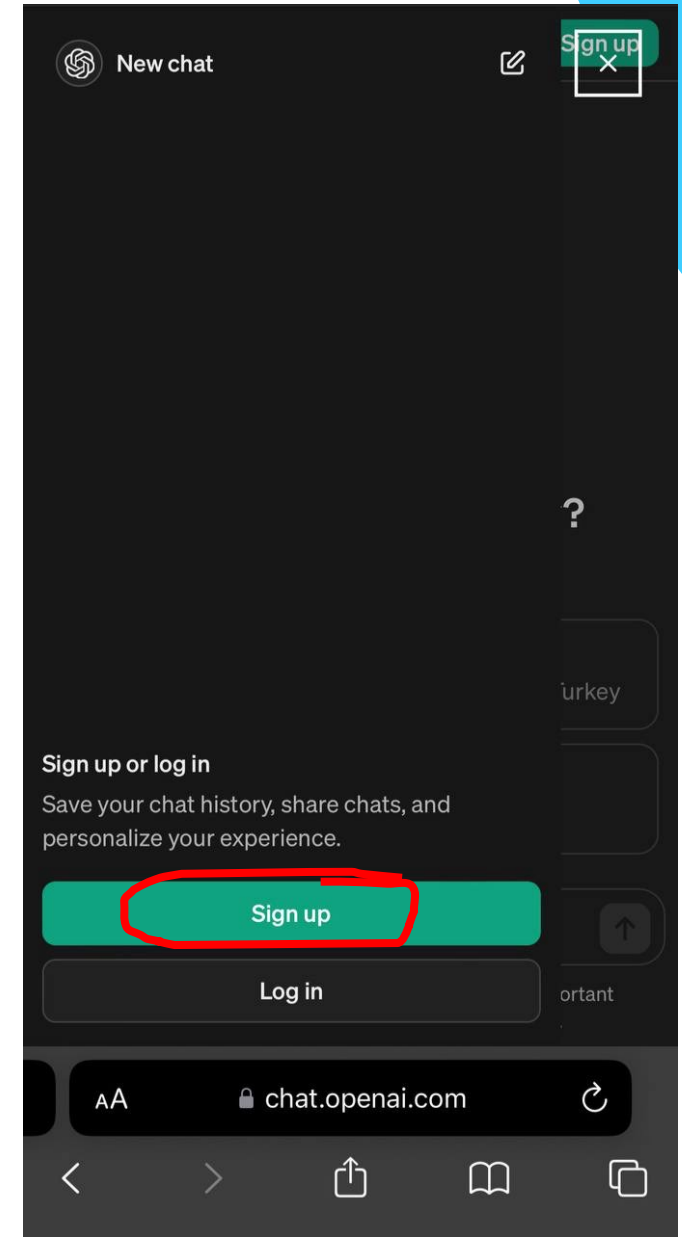 New chat
Sign up
?
urkey
Sign up or log in
Save your chat history, share chats, and
personalize your experience.
Sign up
Log in
ortant
AA
chat.openai.com